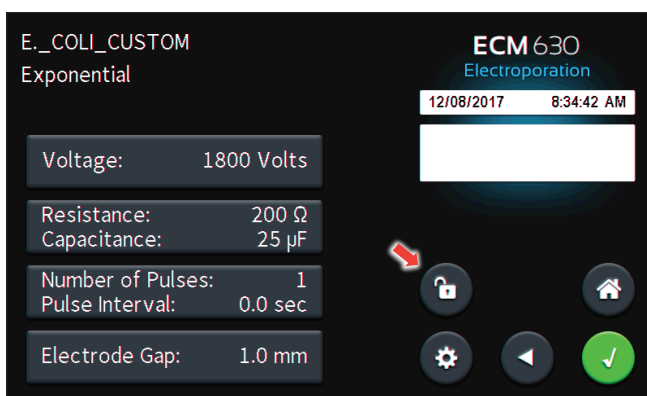 E._COLI_CUSTOM
Exponential
ECM 630
Electroporation
12/08/2017 8:34:42 AM
Voltage: 1800 Volts
Resistance: 200 Ω
Capacitance: 25 µF
Number of Pulses: 1
Pulse Interval: 0.0 sec
Electrode Gap: 1.0 mm